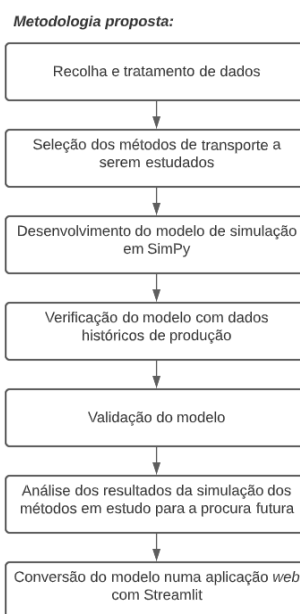 Metodologia proposta:
Recolha e tratamento de dados
Seleção dos métodos de transporte a
serem estudados
Desenvolvimento do modelo de simulação
em SimPy
Verificação do modelo com dados
históricos de produção
Validação do modelo
Análise dos resultados da simulação dos
métodos em estudo para a procura futura
Conversão do modelo numa aplicação web
com Streamlit